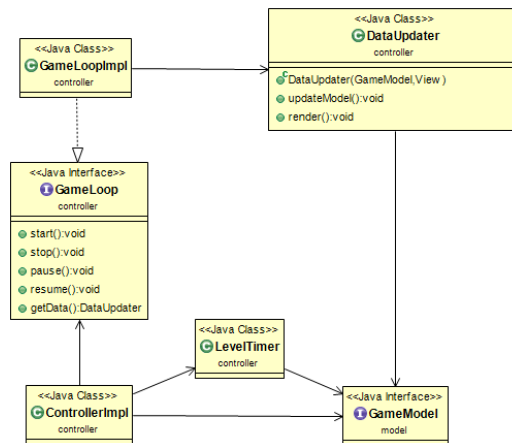 <<Java Class>>
GameLoopImpl
controller
<<Java Class>>
DataUpdater
controller
DataUpdater(GameModel,View)
updateModel():void
render():void
<<Java Interface>>
GameLoop
controller
start():void
stop():void
pause():void
resume():void
getData():DataUpdater
<<Java Class>>
LevelTimer
controller
<<Java Class>>
ControllerImpl
controller
<<Java Interface>>
GameModel
model